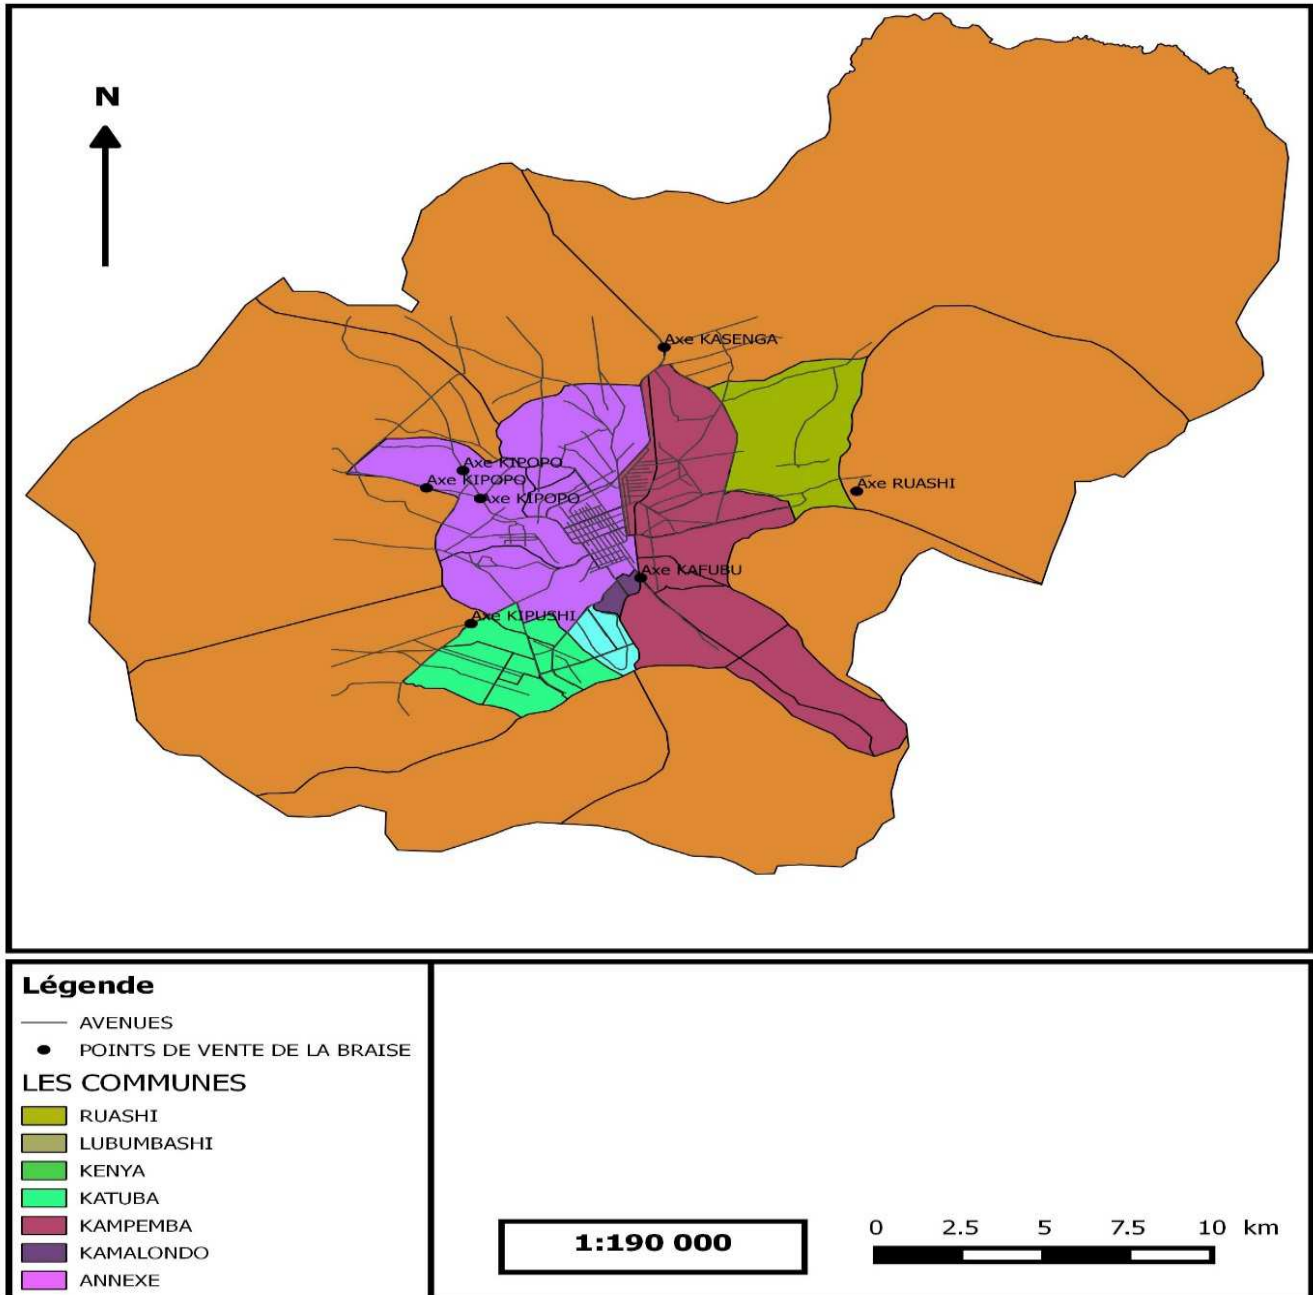 N
Axe KASENGA
Axe KIPOPO
Axe KIPOPO
Axe KIPOPO
Axe RUASHI
Axe KAFUBU
Axe KIPUSHI
Légende
AVENUES
POINTS DE VENTE DE LA BRAISE
LES COMMUNES
RUASHI
LUBUMBASHI
KENYA
KATUBA
KAMPEMBA
KAMALONDO
ANNEXE
1:190 000
0 2.5 5 7.5 10 km